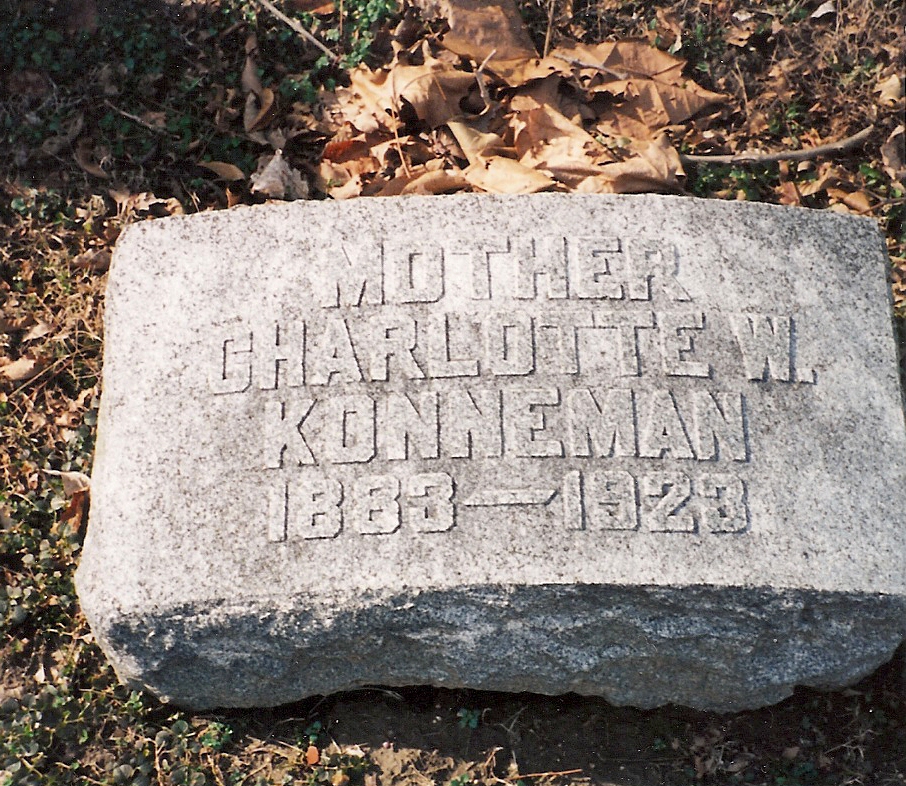 MOTHER
CHARLOTTE W.
KONNEMAN
1863–1923